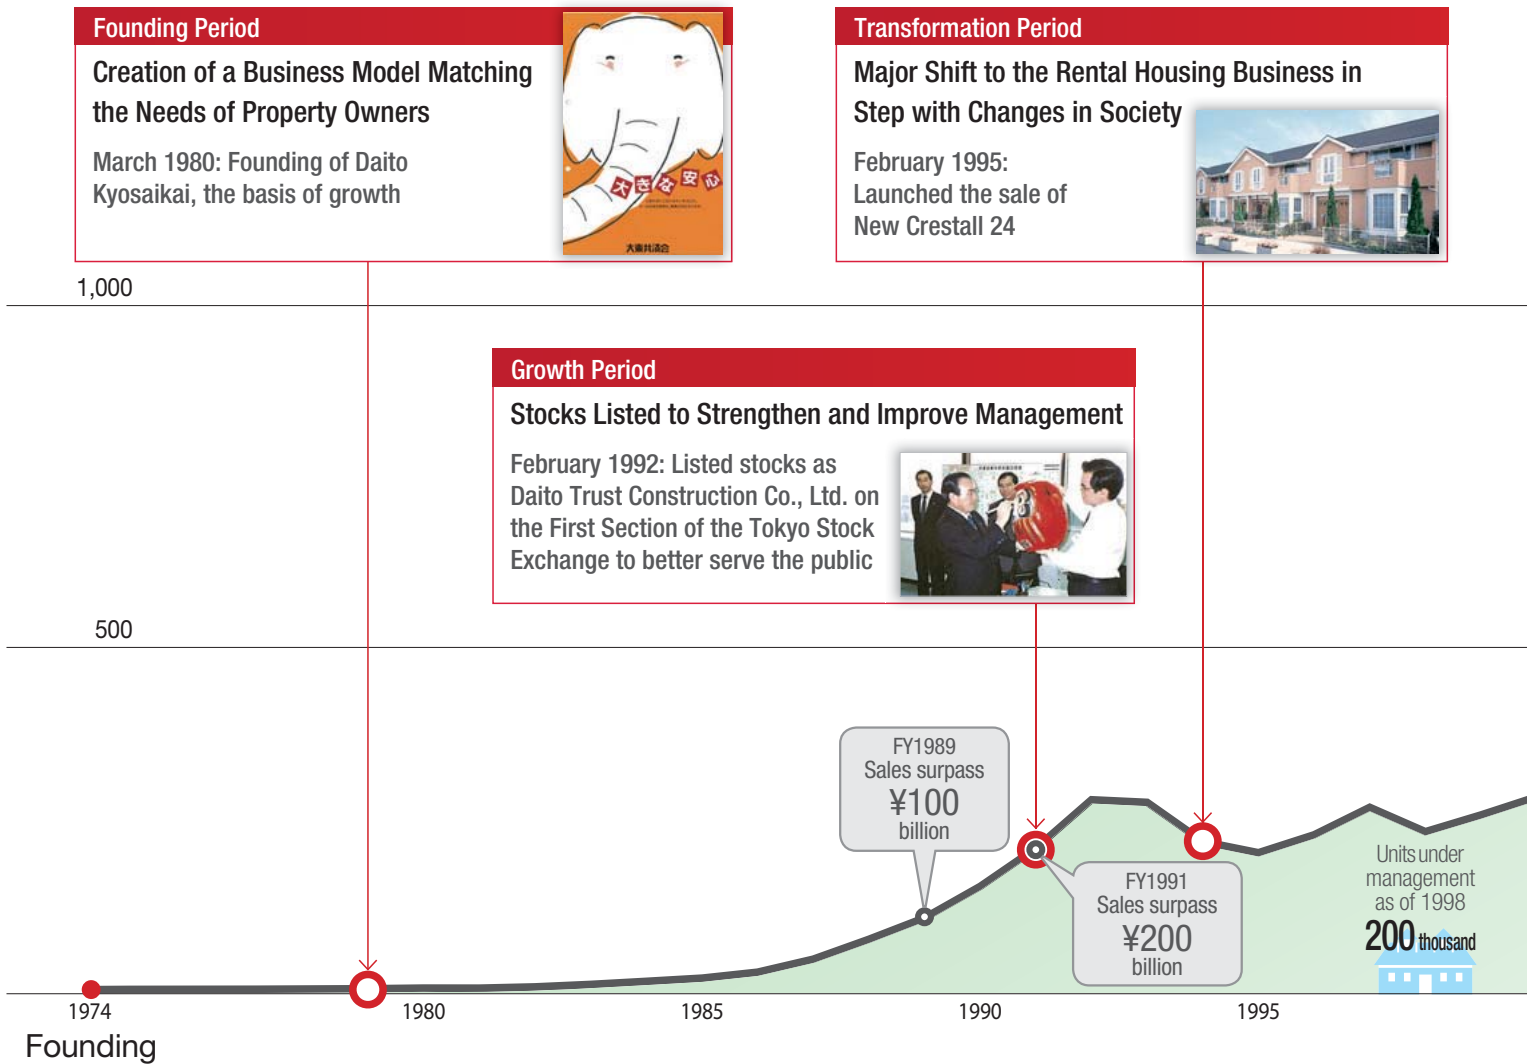 Founding Period
Creation of a Business Model Matching
the Needs of Property Owners
March 1980: Founding of Daito
Kyosaikai, the basis of growth
大きな安心
大東共済会
Transformation Period
Major Shift to the Rental Housing Business in
Step with Changes in Society
February 1995:
Launched the sale of
New Crestall 24
1,000
Growth Period
Stocks Listed to Strengthen and Improve Management
February 1992: Listed stocks as
Daito Trust Construction Co., Ltd. on
the First Section of the Tokyo Stock
Exchange to better serve the public
500
FY1989
Sales surpass
¥100
billion
FY1991
Sales surpass
¥200
billion
Units under
management
as of 1998
200 thousand
1974
1980
1985
1990
1995
Founding